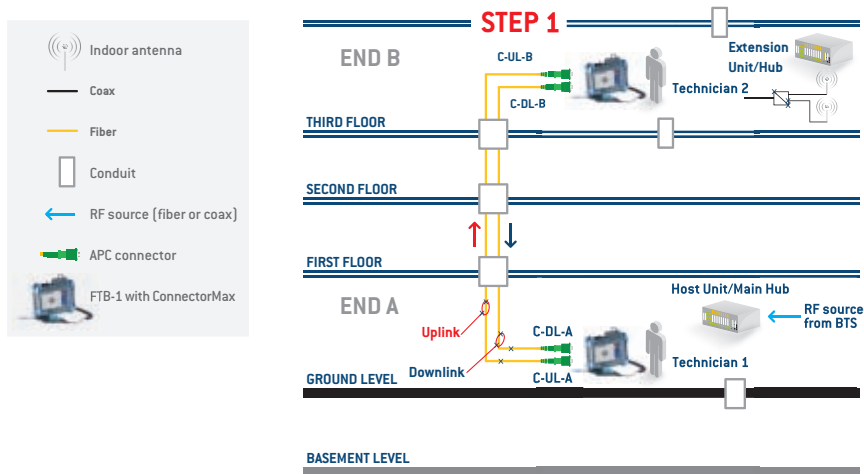 STEP 1
Indoor antenna
Coax
Fiber
Conduit
RF source (fiber or coax)
APC connector
FTB-1 with ConnectorMax
END B
C-UL-B
C-DL-B
Technician 2
Extension
Unit/Hub
THIRD FLOOR
SECOND FLOOR
FIRST FLOOR
END A
Host Unit/Main Hub
RF source
from BTS
Uplink
Downlink
C-DL-A
C-UL-A
Technician 1
GROUND LEVEL
BASEMENT LEVEL